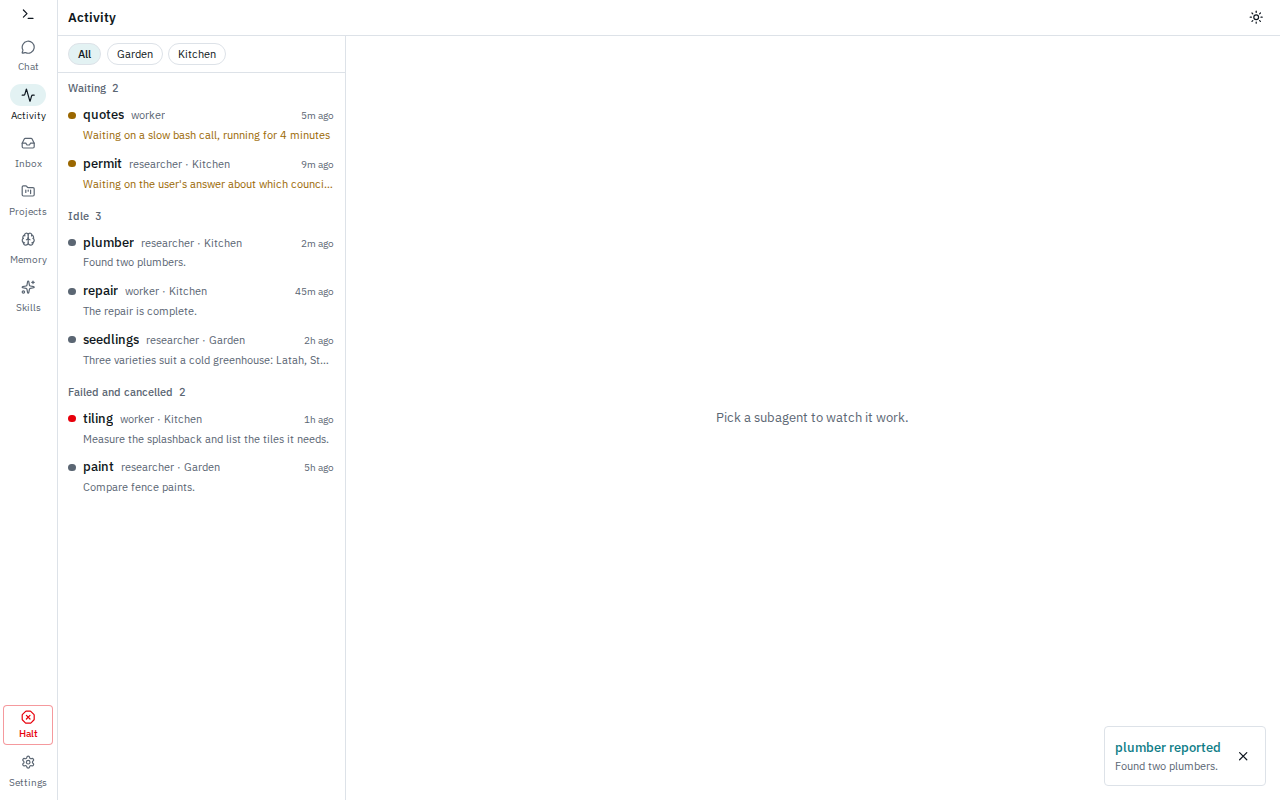 Activity
Chat
Activity
Inbox
Projects
Memory
Skills
Halt
Settings
All
Garden
Kitchen
Waiting 2
quotes worker 5m ago
Waiting on a slow bash call, running for 4 minutes
permit researcher · Kitchen 9m ago
Waiting on the user's answer about which counci...
Idle 3
plumber researcher · Kitchen 2m ago
Found two plumbers.
repair worker · Kitchen 45m ago
The repair is complete.
seedlings researcher · Garden 2h ago
Three varieties suit a cold greenhouse: Latah, St...
Failed and cancelled 2
tiling worker · Kitchen 1h ago
Measure the splashback and list the tiles it needs.
paint researcher · Garden 5h ago
Compare fence paints.
Pick a subagent to watch it work.
plumber reported
Found two plumbers.